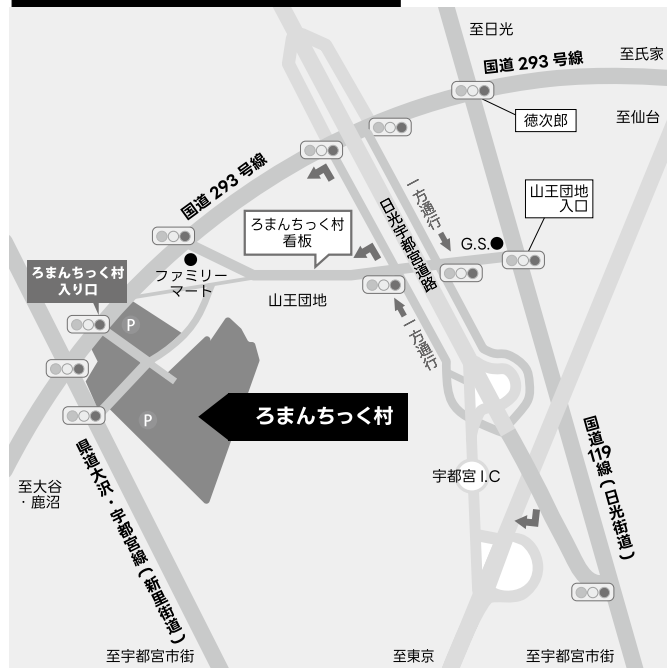 至日光
国道 293 号線
至氏家
徳次郎
至仙台
国道 293 号線
一方通行
山王団地
入口
日光宇都宮道路
ろまんちっく村
看板
G.S.
ファミリー
マート
山王団地
ろまんちっく村
入り口
P
一方通行
P
ろまんちっく村
県道大沢・宇都宮線(新里街道)
国道119線(日光街道)
宇都宮 I.C
至大谷
・鹿沼
至宇都宮市街
至東京
至宇都宮市街